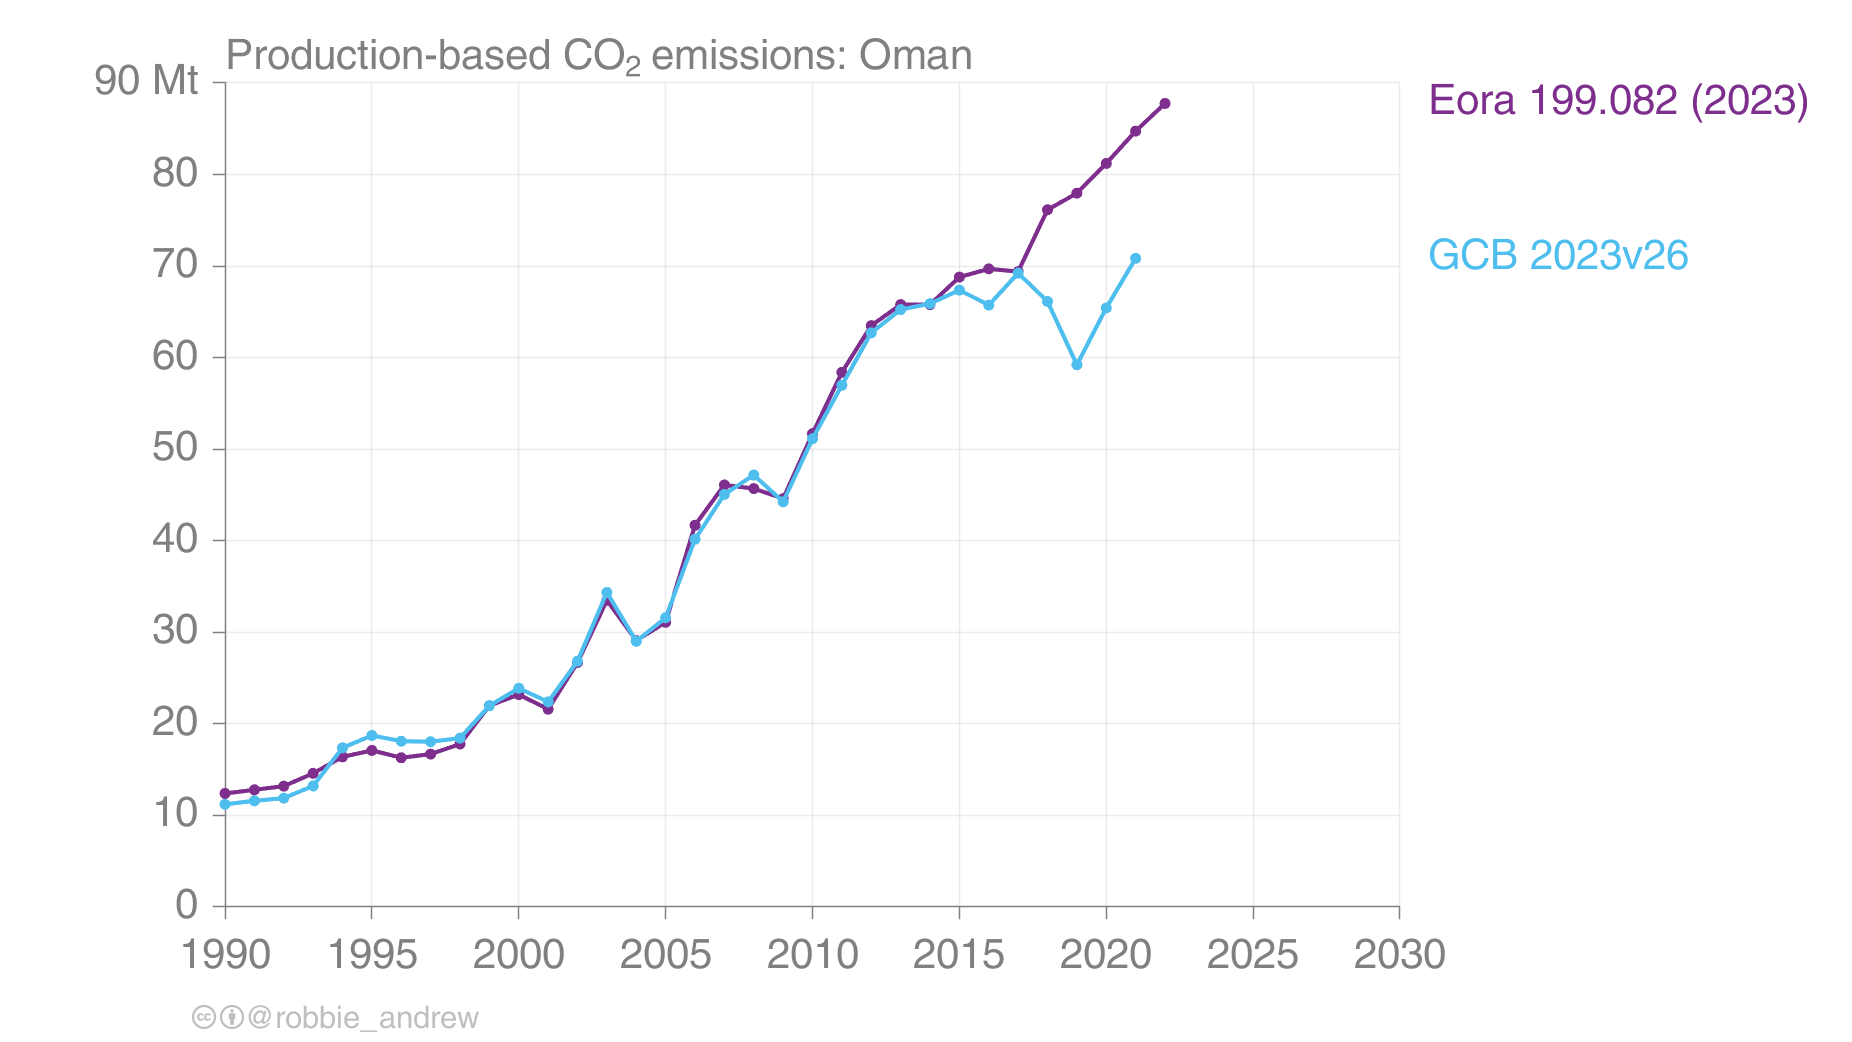 Production-based CO₂ emissions: Oman
90 Mt
80
70
60
50
40
30
20
10
0
1990 1995 2000 2005 2010 2015 2020 2025 2030
Eora 199.082 (2023)
GCB 2023v26
@robbie_andrew